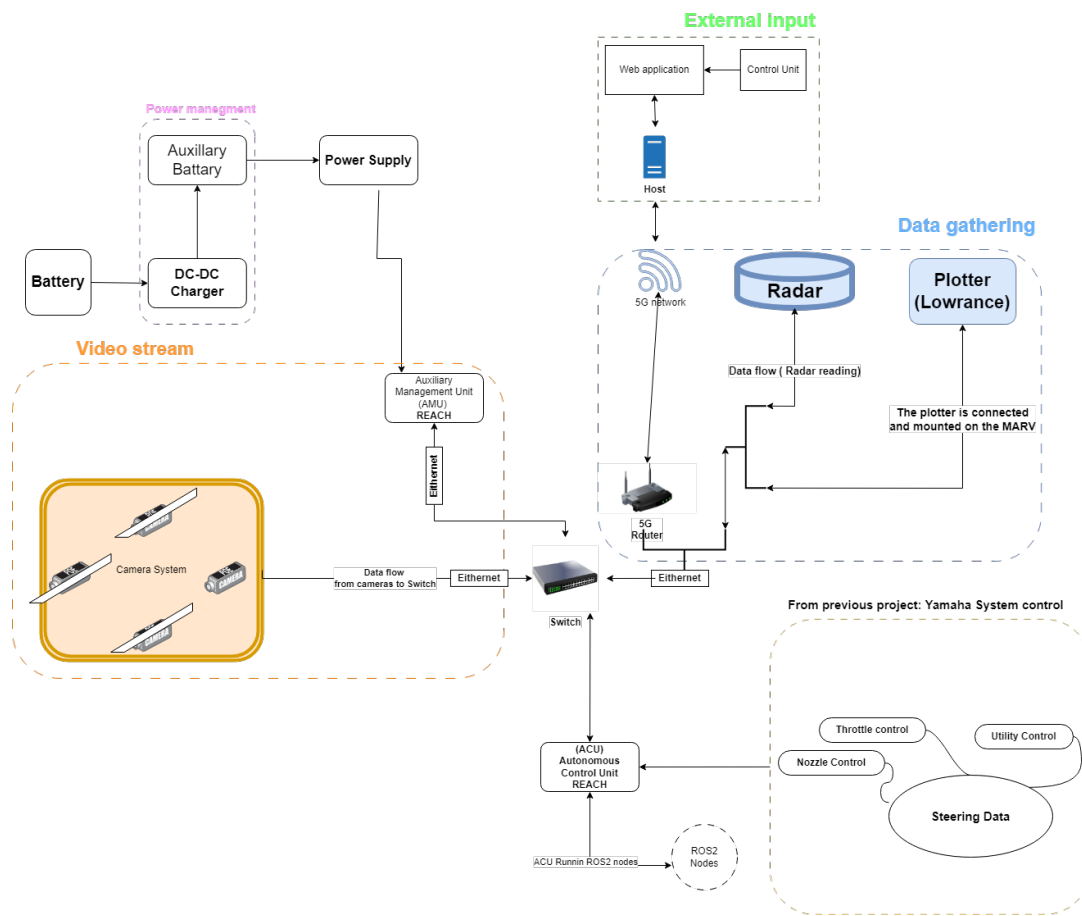 External Input
Web application
Control Unit
Host
Power managment
Auxillary
Battary
Power Supply
Battery
DC-DC
Charger
Data gathering
5G network
Radar
Plotter
(Lowrance)
Data flow ( Radar reading)
The plotter is connected
and mounted on the MARV
Video stream
Auxiliary
Management Unit
(AMU)
REACH
Ethernet
5G
Router
Camera System
CAMERA
CAMERA
Data flow
from cameras to Switch
Ethernet
Ethernet
Switch
From previous project: Yamaha System control
Throttle control
Utility Control
Nozzle Control
Steering Data
(ACU)
Autonomous
Control Unit
REACH
ACU Runnin ROS2 nodes
ROS2
Nodes